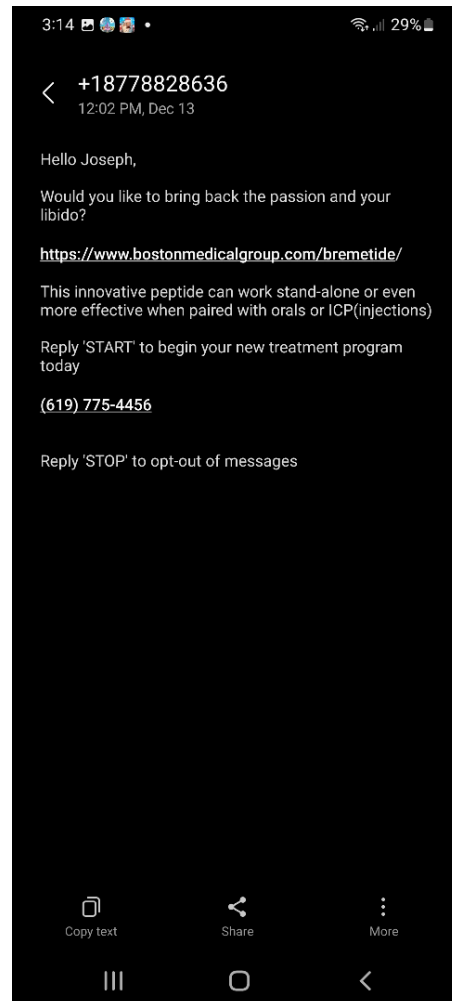 3:14
29%
+18778828636
12:02 PM, Dec 13
Hello Joseph,
Would you like to bring back the passion and your
libido?
https://www.bostonmedicalgroup.com/bremetide/
This innovative peptide can work stand-alone or even
more effective when paired with orals or ICP(injections)
Reply 'START' to begin your new treatment program
today
(619) 775-4456
Reply 'STOP' to opt-out of messages
Copy text
Share
More